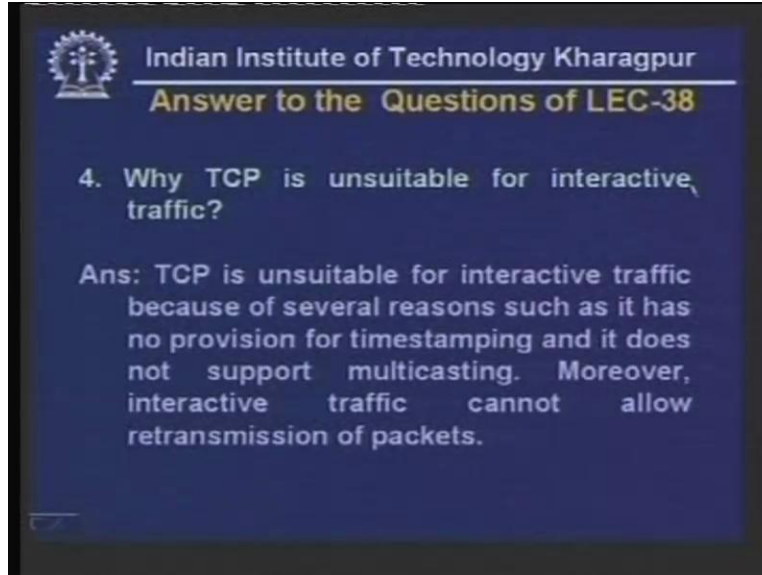 Indian Institute of Technology Kharagpur
Answer to the Questions of LEC-38
4. Why TCP is unsuitable for interactive
traffic?
Ans: TCP is unsuitable for interactive traffic
because of several reasons such as it has
no provision for timestamping and it does
not support multicasting. Moreover,
interactive traffic cannot allow
retransmission of packets.